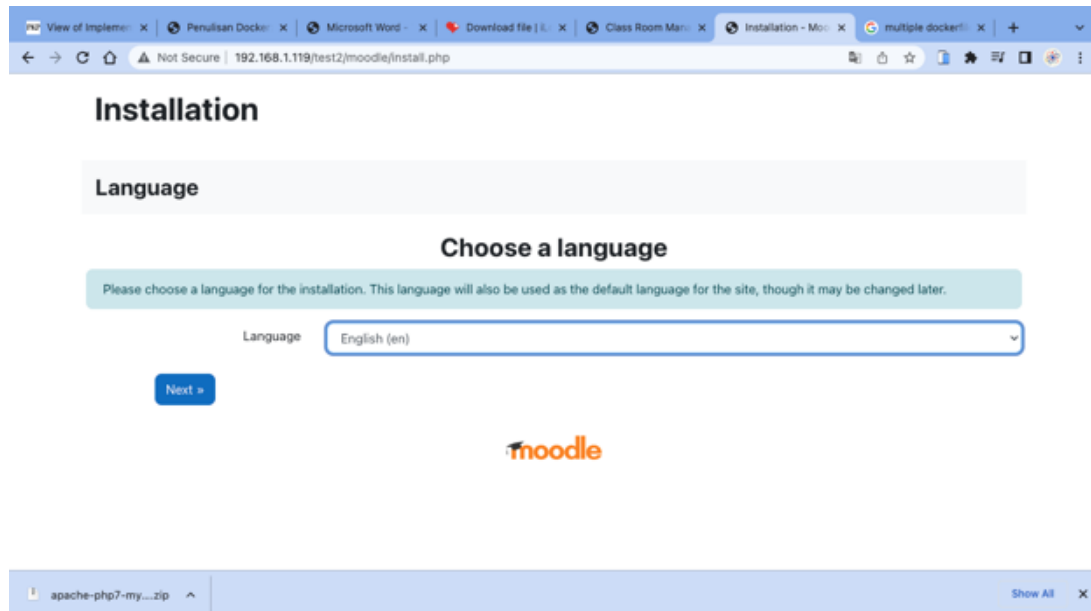 View of Implemen
Penulisan Docker
Microsoft Word -
Download file | iL
Class Room Mana
Installation - Moo
multiple dockerfi
Not Secure | 192.168.1.119/test2/moodle/install.php
Installation
Language
Choose a language
Please choose a language for the installation. This language will also be used as the default language for the site, though it may be changed later.
Language English (en)
Next »
moodle
apache-php7-my....zip
Show All